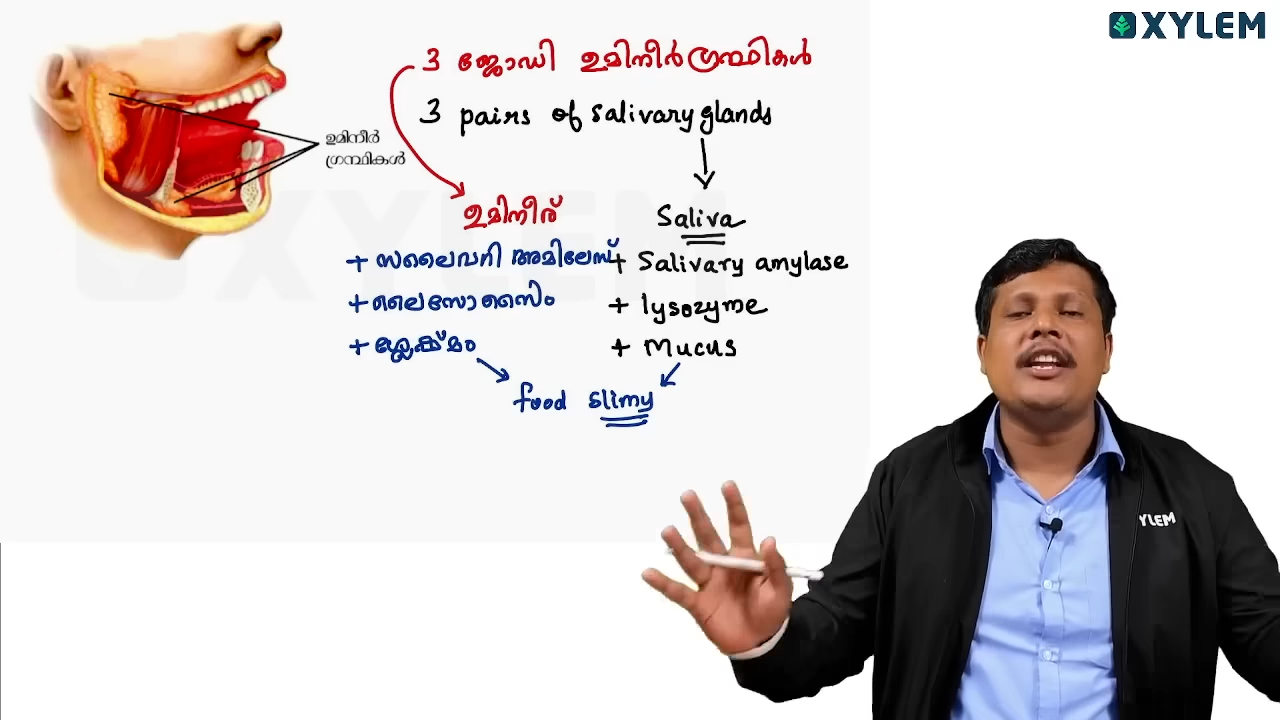 XYLEM
3 ജോഡി ഉമിനീർഗ്രന്ഥികൾ
3 pairs of salivary glands
ഉമിനീർ
ഗ്രന്ഥികൾ
ഉമിനീര്
Saliva
+ സലൈവറി അമിലേസ്
+ Salivary amylase
+ ലൈസോസൈം
+ lysozyme
+ ശ്ലേഷ്മം
+ Mucus
food slimy
XYLEM
YLEM